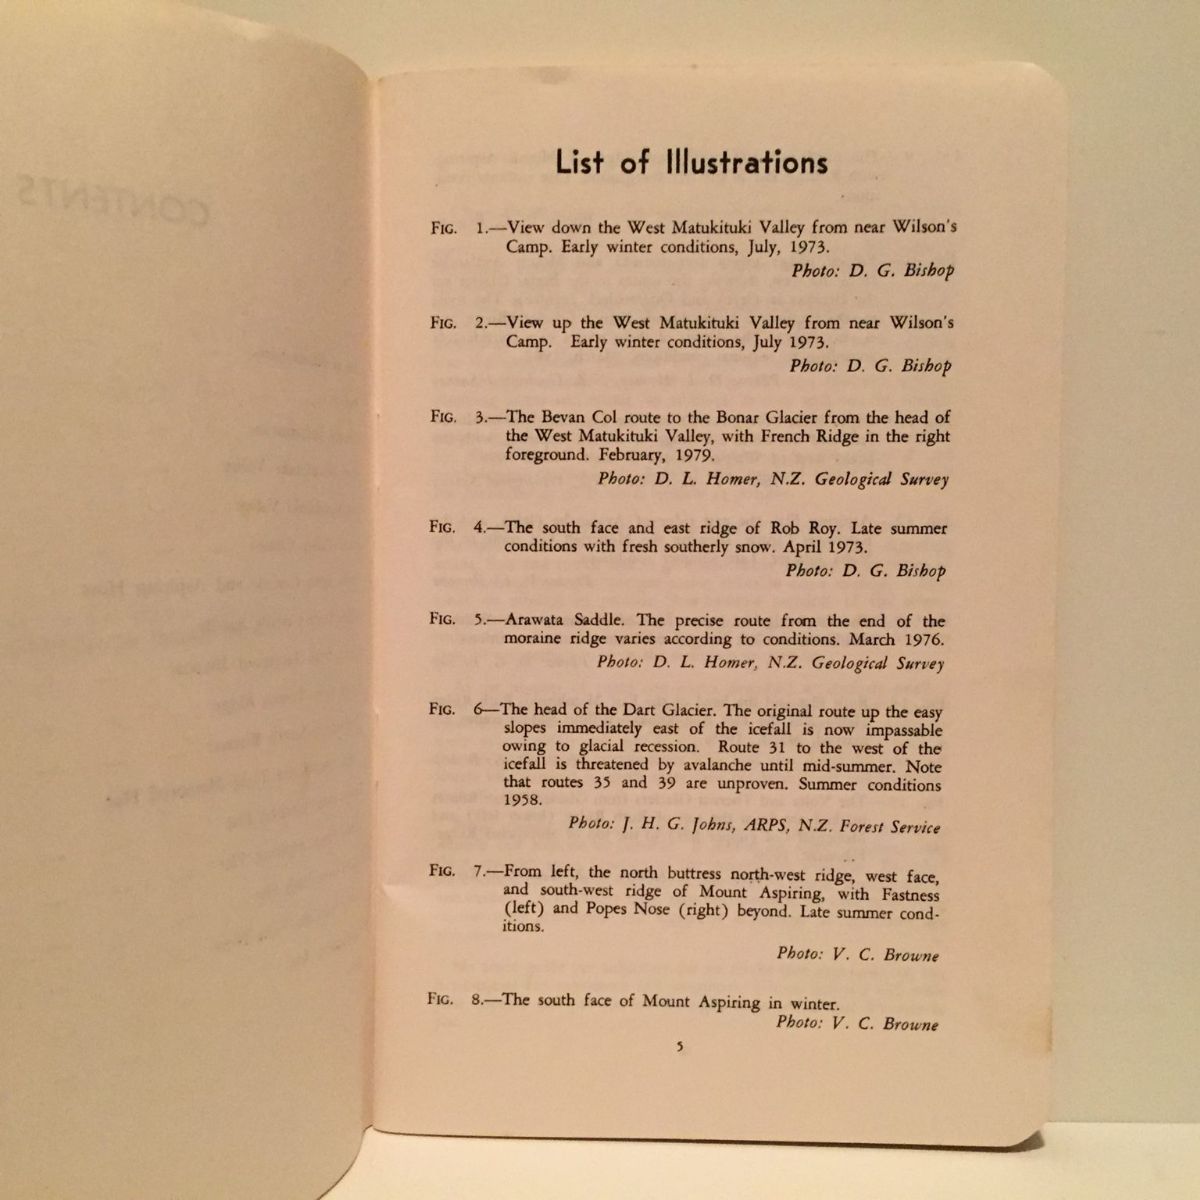 CONTENTS
List of Illustrations
FIG. 1.—View down the West Matukituki Valley from near Wilson's
Camp. Early winter conditions, July, 1973.
Photo: D. G. Bishop
FIG. 2.—View up the West Matukituki Valley from near Wilson's
Camp. Early winter conditions, July 1973.
Photo: D. G. Bishop
FIG. 3.—The Bevan Col route to the Bonar Glacier from the head of
the West Matukituki Valley, with French Ridge in the right
foreground. February, 1979.
Photo: D. L. Homer, N.Z. Geological Survey
FIG. 4.—The south face and east ridge of Rob Roy. Late summer
conditions with fresh southerly snow. April 1973.
Photo: D. G. Bishop
FIG. 5.—Arawata Saddle. The precise route from the end of the
moraine ridge varies according to conditions. March 1976.
Photo: D. L. Homer, N.Z. Geological Survey
FIG. 6—The head of the Dart Glacier. The original route up the easy
slopes immediately east of the icefall is now impassable
owing to glacial recession. Route 31 to the west of the
icefall is threatened by avalanche until mid-summer. Note
that routes 35 and 39 are unproven. Summer conditions
1958.
Photo: J. H. G. Johns, ARPS, N.Z. Forest Service
FIG. 7.—From left, the north buttress north-west ridge, west face,
and south-west ridge of Mount Aspiring, with Fastness
(left) and Popes Nose (right) beyond. Late summer cond-
itions.
Photo: V. C. Browne
FIG. 8.—The south face of Mount Aspiring in winter.
Photo: V. C. Browne
5